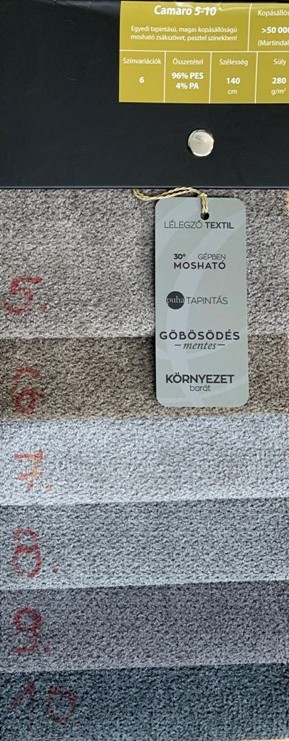 Camaro 5-10
Egyedi tapintású, magas kopásállóságú
mosható zsákszövet, pasztel színekben!
>50 000
(Martindal
Színvariációk
Összetétel
Szélesség
Súly
6
96% PES
4% PA
140
cm
280
g/m²
LÉLEGZŐ TEXTIL
30° GÉPBEN
MOSHATÓ
puha TAPINTÁS
GÖBÖSÖDÉS
mentes
KÖRNYEZET
barát
5.
6.
7.
8.
9.
10